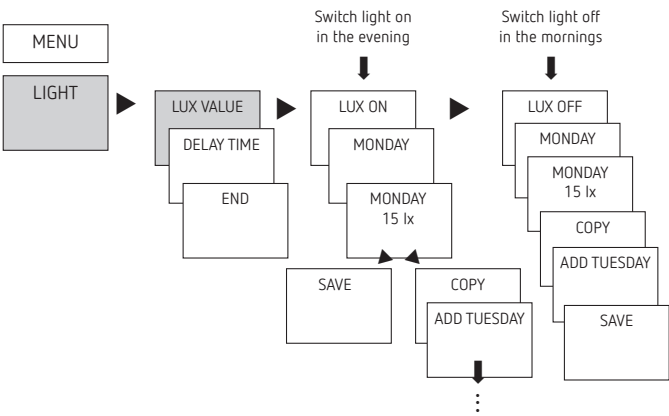 Switch light on
in the evening
Switch light off
in the mornings
MENU
LIGHT
LUX VALUE
DELAY TIME
END
LUX ON
MONDAY
MONDAY
15 lx
SAVE
COPY
ADD TUESDAY
LUX OFF
MONDAY
MONDAY
15 lx
COPY
ADD TUESDAY
SAVE